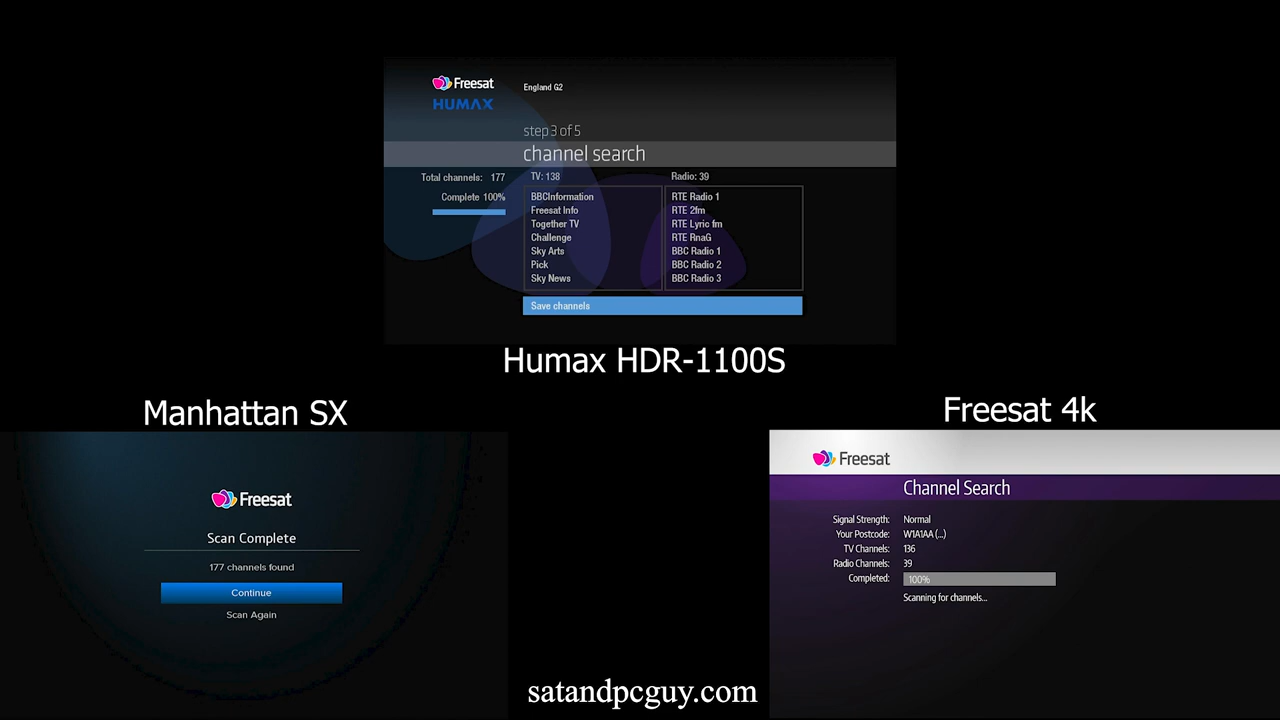 Freesat
HUMAX
England G2
step 3 of 5
channel search
Total channels: 177
Complete 100%
TV: 138
BBCInformation
Freesat Info
Together TV
Challenge
Sky Arts
Pick
Sky News
Radio: 39
RTE Radio 1
RTE 2fm
RTE Lyric fm
RTE RnaG
BBC Radio 1
BBC Radio 2
BBC Radio 3
Save channels
Humax HDR-1100S
Manhattan SX
Freesat
Scan Complete
177 channels found
Continue
Scan Again
Freesat 4k
Freesat
Channel Search
Signal Strength: Normal
Your Postcode: W1A1AA (...)
TV Channels: 136
Radio Channels: 39
Completed: 100%
Scanning for channels...
satandpcguy.com